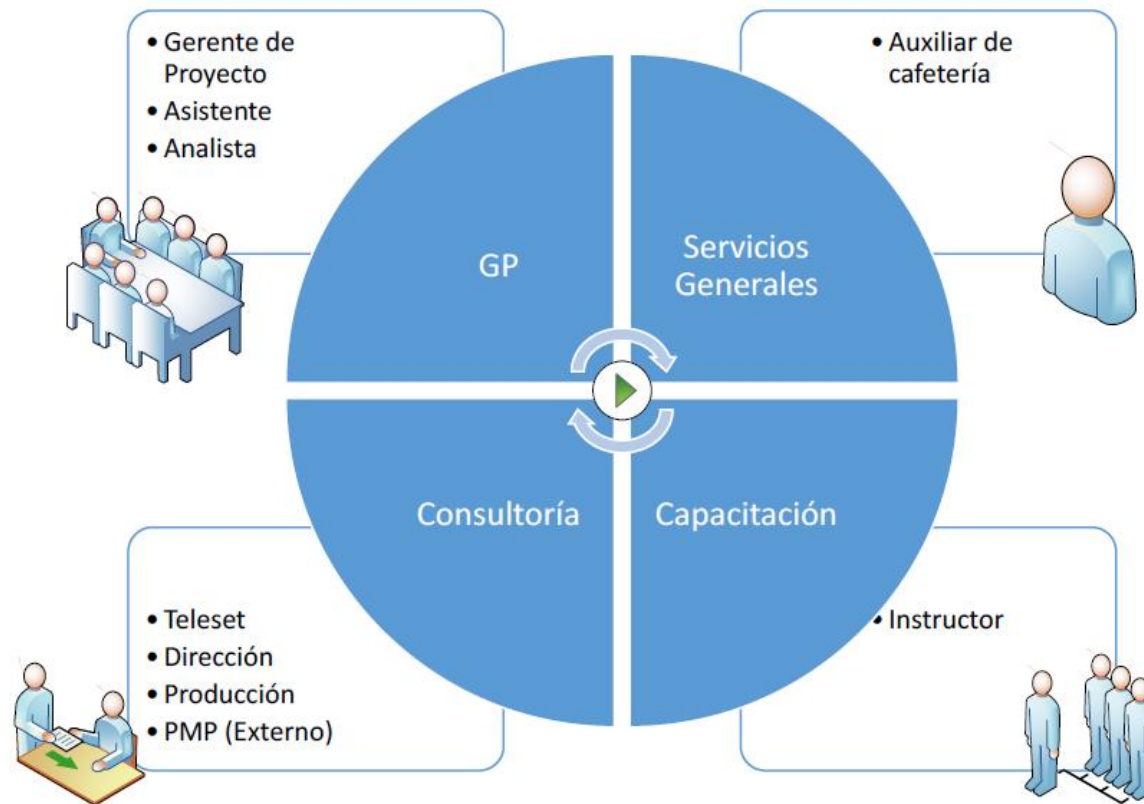 • Gerente de
Proyecto
• Asistente
• Analista
• Auxiliar de
cafetería
GP
Servicios
Generales
Consultoría
Capacitación
• Teleset
• Dirección
• Producción
• PMP (Externo)
• Instructor